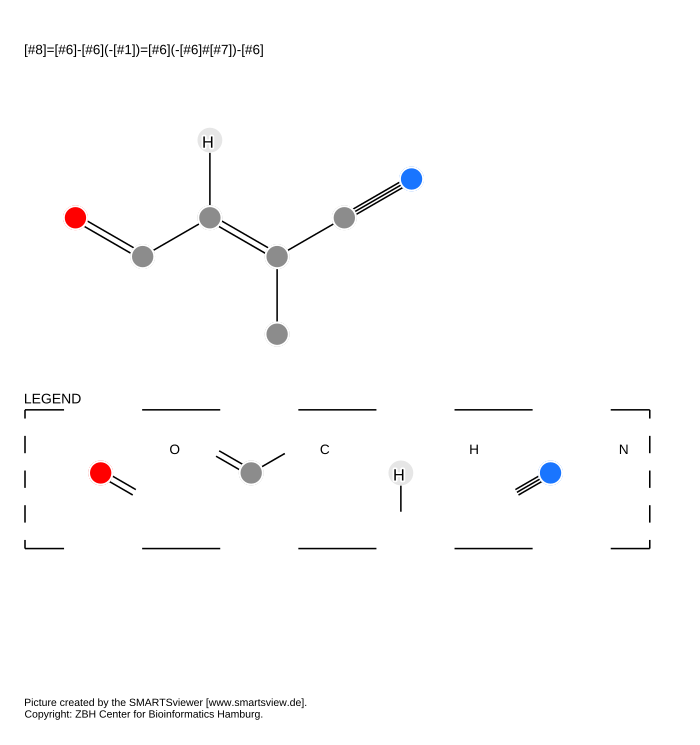 [#8]=[#6]-[#6](-[#1])=[#6](-[#6]#[#7])-[#6]
H
LEGEND
O C H N
H
Picture created by the SMARTSviewer [www.smartsview.de].
Copyright: ZBH Center for Bioinformatics Hamburg.